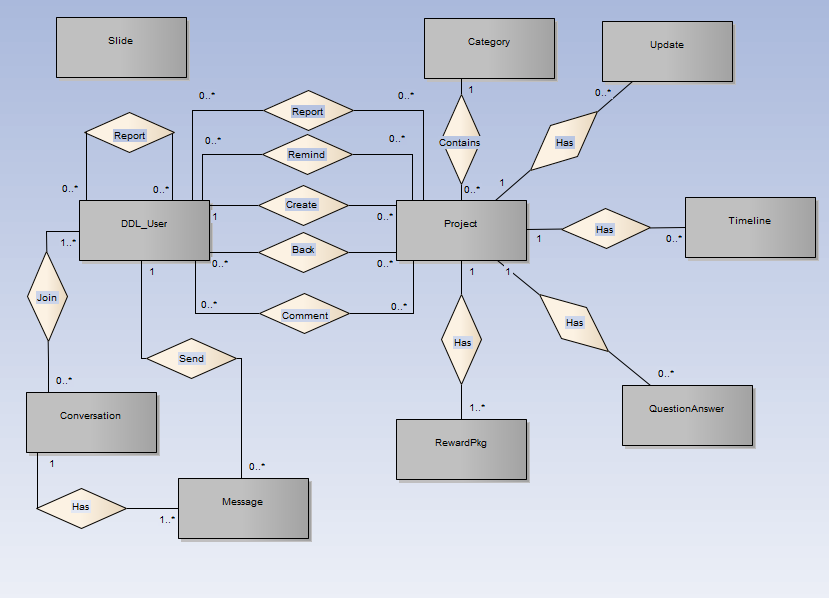 Slide
Category
Update
Report
0..*
0..*
1
0..*
Report
Has
Remind
0..*
0..*
Contains
0..*
0..*
1
0..*
DDL_User
1
Create
0..*
Project
Timeline
1..*
0..*
Back
0..*
1
Has
0..*
1
1
1
Join
0..*
Comment
0..*
Has
Send
Has
0..*
0..*
Conversation
1..*
QuestionAnswer
RewardPkg
1
0..*
Has
1..*
Message